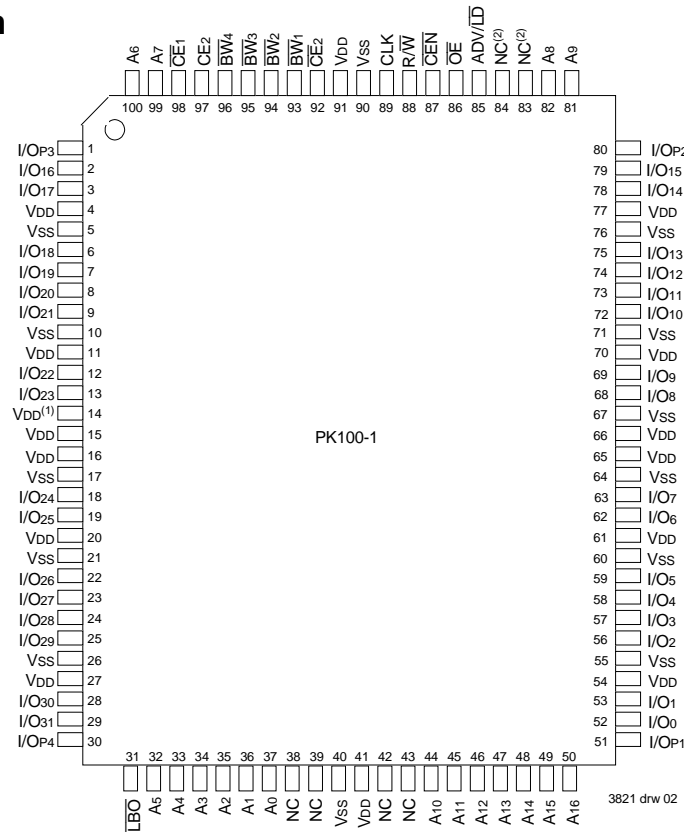 n
A6 A7 C̅E̅1 CE2 B̅W̅4 B̅W̅3 B̅W̅2 B̅W̅1 C̅E̅2 VDD VSS CLK R/W̅ C̅E̅N̅ O̅E̅ ADV/L̅D̅ NC(2) NC(2) A8 A9
100 99 98 97 96 95 94 93 92 91 90 89 88 87 86 85 84 83 82 81
I/OP3 1 80 I/OP2
I/O16 2 79 I/O15
I/O17 3 78 I/O14
VDD 4 77 VDD
VSS 5 76 VSS
I/O18 6 75 I/O13
I/O19 7 74 I/O12
I/O20 8 73 I/O11
I/O21 9 72 I/O10
VSS 10 71 VSS
VDD 11 70 VDD
I/O22 12 69 I/O9
I/O23 13 68 I/O8
VDD(1) 14 67 VSS
VDD 15 66 VDD
PK100-1
VDD 16 65 VDD
VSS 17 64 VSS
I/O24 18 63 I/O7
I/O25 19 62 I/O6
VDD 20 61 VDD
VSS 21 60 VSS
I/O26 22 59 I/O5
I/O27 23 58 I/O4
I/O28 24 57 I/O3
I/O29 25 56 I/O2
VSS 26 55 VSS
VDD 27 54 VDD
I/O30 28 53 I/O1
I/O31 29 52 I/O0
I/OP4 30 51 I/OP1
31 32 33 34 35 36 37 38 39 40 41 42 43 44 45 46 47 48 49 50
L̅B̅O̅ A5 A4 A3 A2 A1 A0 NC NC VSS VDD NC NC A10 A11 A12 A13 A14 A15 A16
3821 drw 02